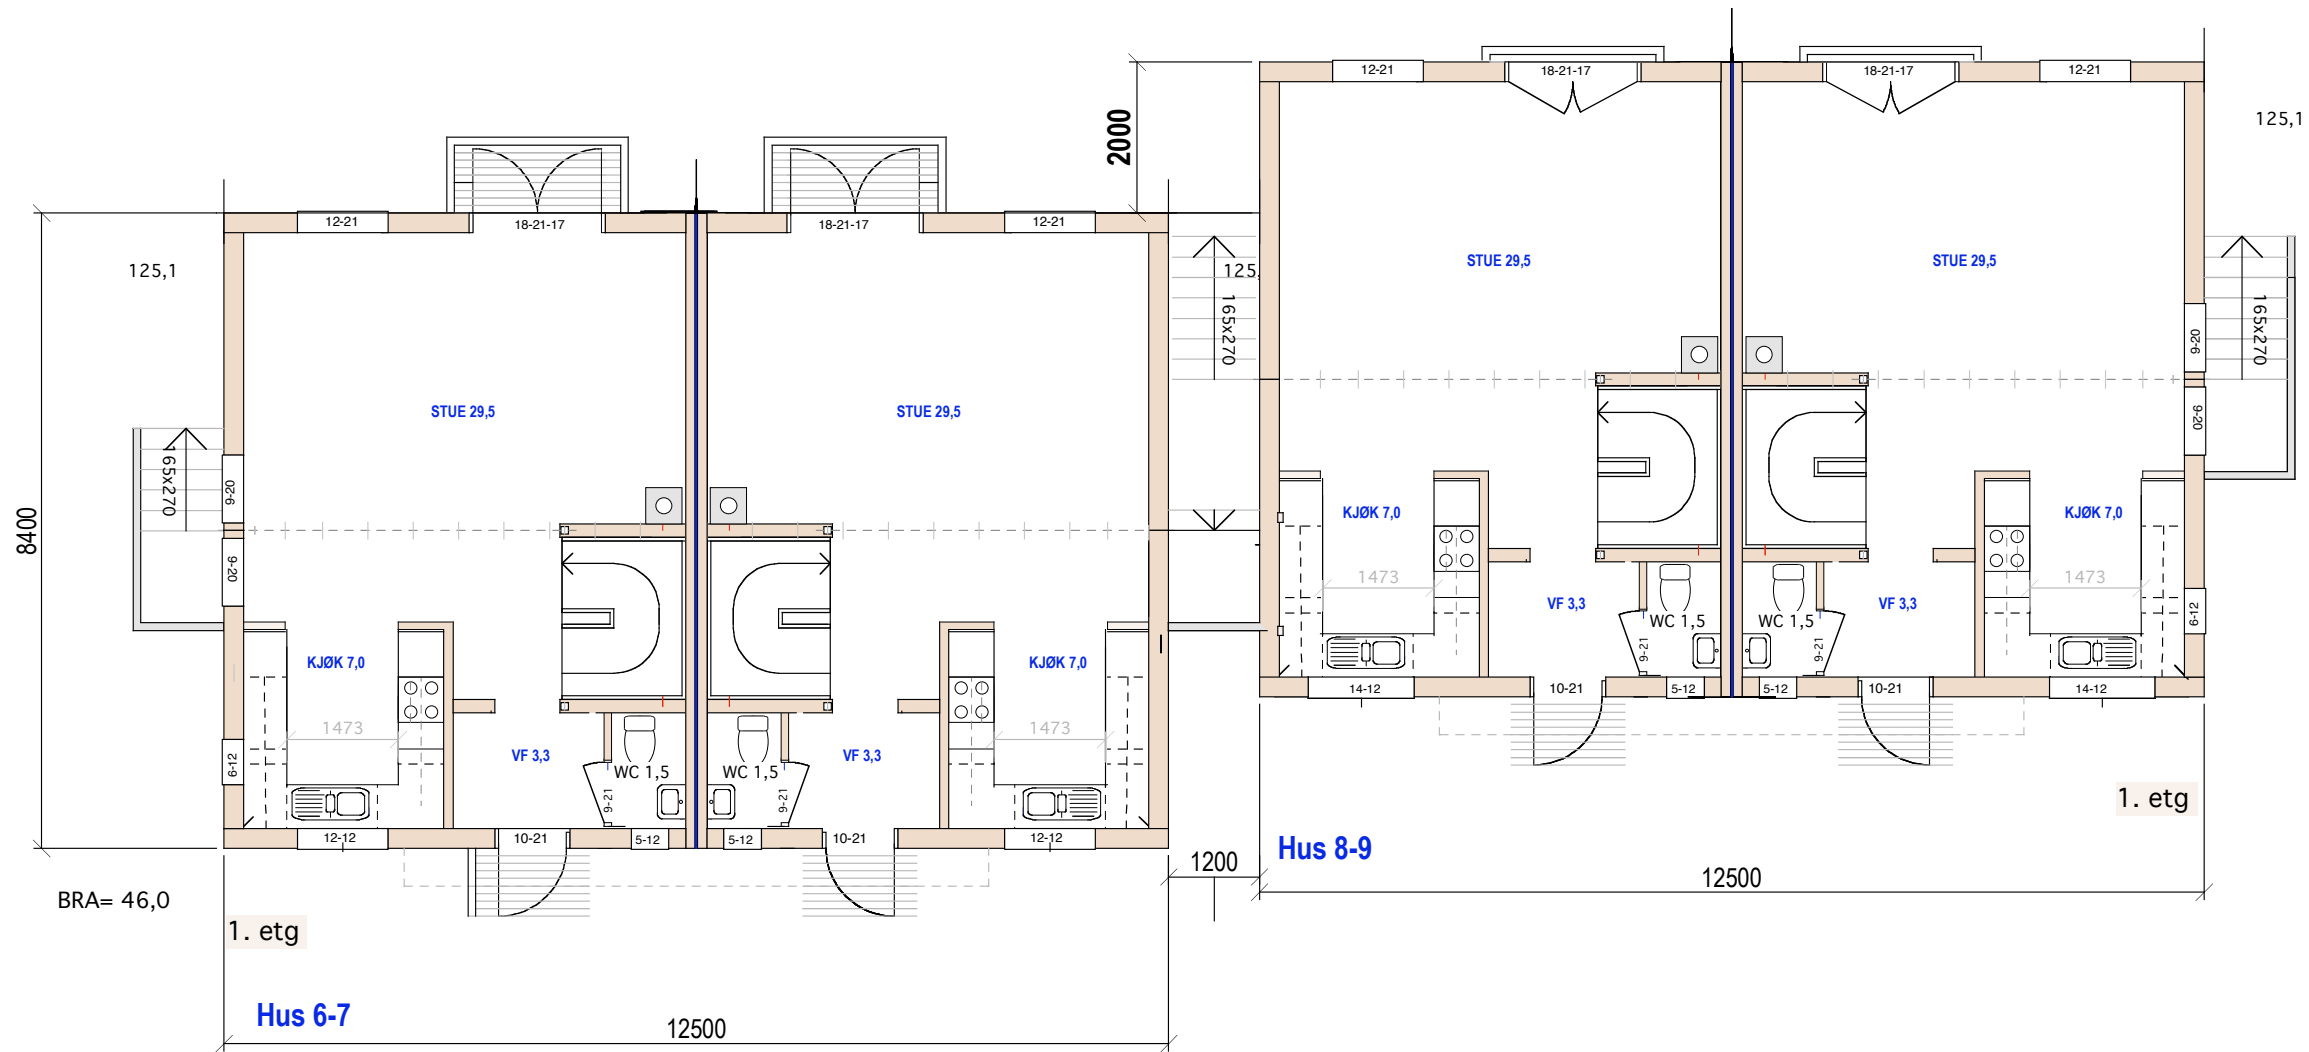 12-21
18-21-17
18-21-17
12-21
125,1
2000
12-21
18-21-17
18-21-17
12-21
125,1
125,
STUE 29,5
STUE 29,5
165x270
165x270
9-20
9-20
STUE 29,5
STUE 29,5
165x270
9-20
9-20
8400
KJØK 7,0
KJØK 7,0
1473
1473
VF 3,3
VF 3,3
WC 1,5
WC 1,5
6-12
9-21
9-21
14-12
10-21
5-12
5-12
10-21
14-12
KJØK 7,0
KJØK 7,0
1473
1473
VF 3,3
VF 3,3
WC 1,5
WC 1,5
6-12
9-21
9-21
12-12
10-21
5-12
5-12
10-21
12-12
1. etg
Hus 8-9
1200
12500
BRA= 46,0
1. etg
Hus 6-7
12500